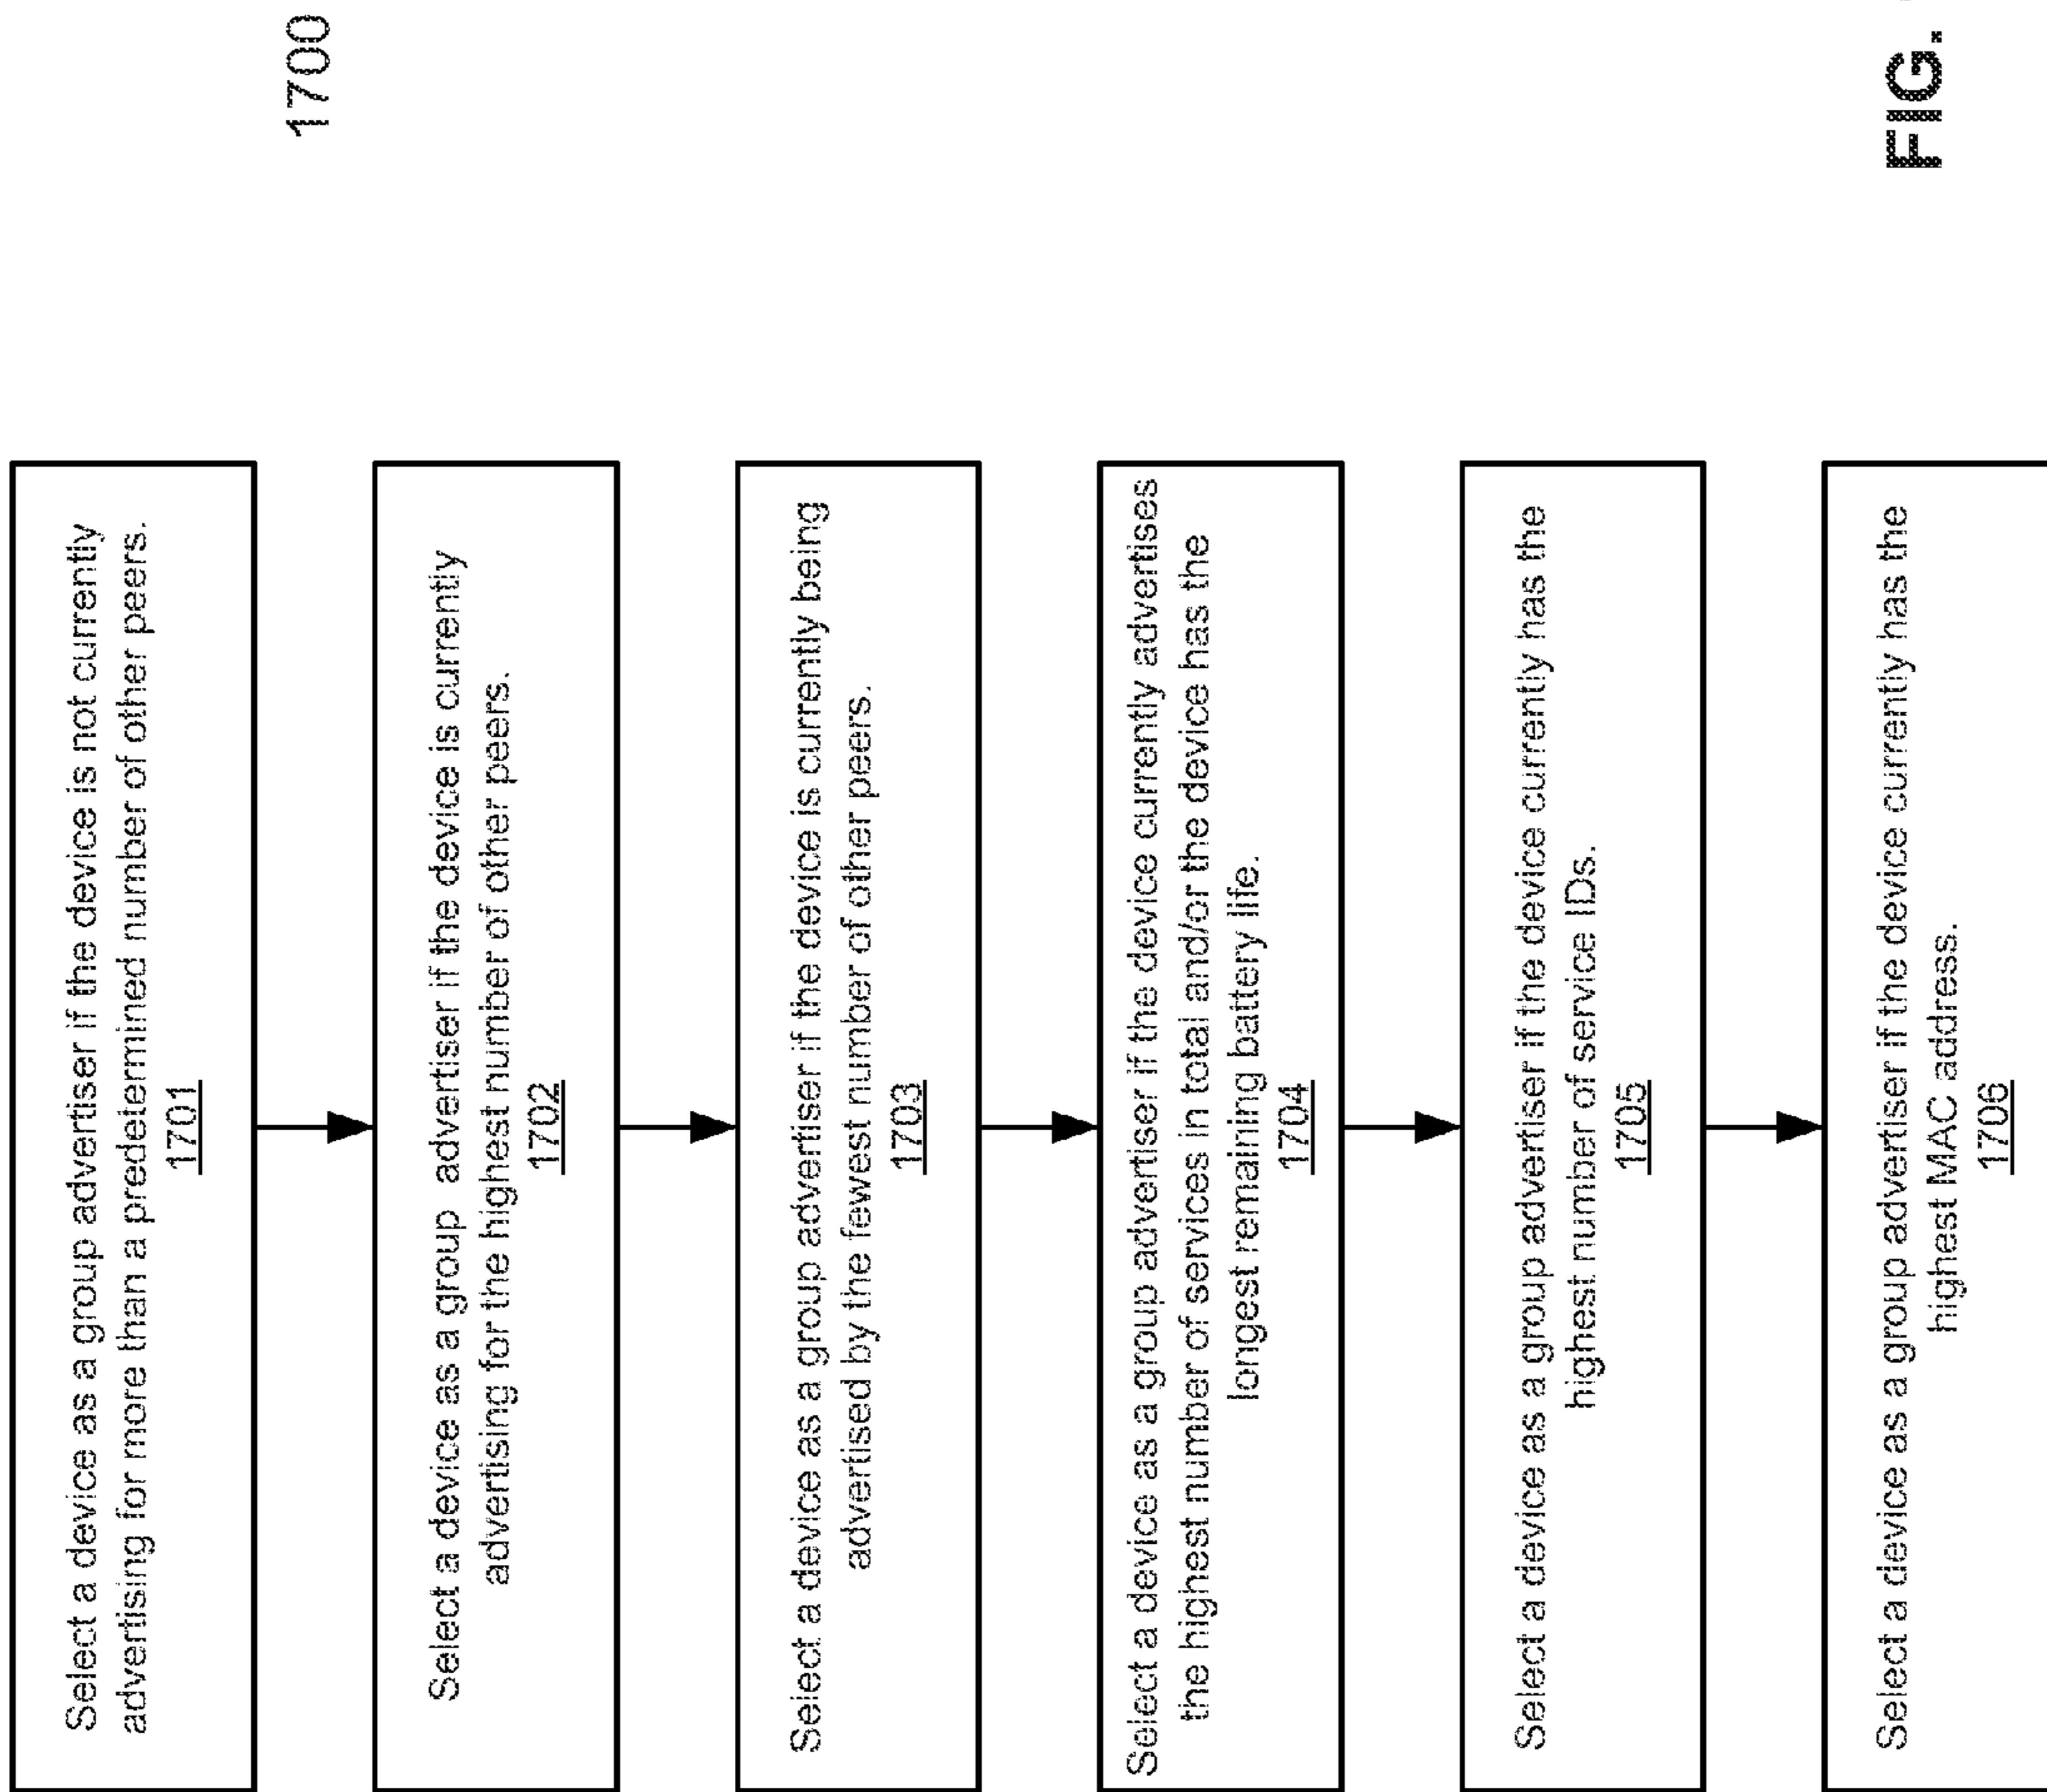 1700
Select a device as a group advertiser if the device is not currently
advertising for more than a predetermined number of other peers.
1701
Select a device as a group advertiser if the device is currently
advertising for the highest number of other peers.
1702
Select a device as a group advertiser if the device is currently being
advertised by the fewest number of other peers.
1703
Select a device as a group advertiser if the device currently advertises
the highest number of services in total and/or the device has the
longest remaining battery life.
1704
Select a device as a group advertiser if the device currently has the
highest number of service IDs.
1705
Select a device as a group advertiser if the device currently has the
highest MAC address.
1706
FIG.